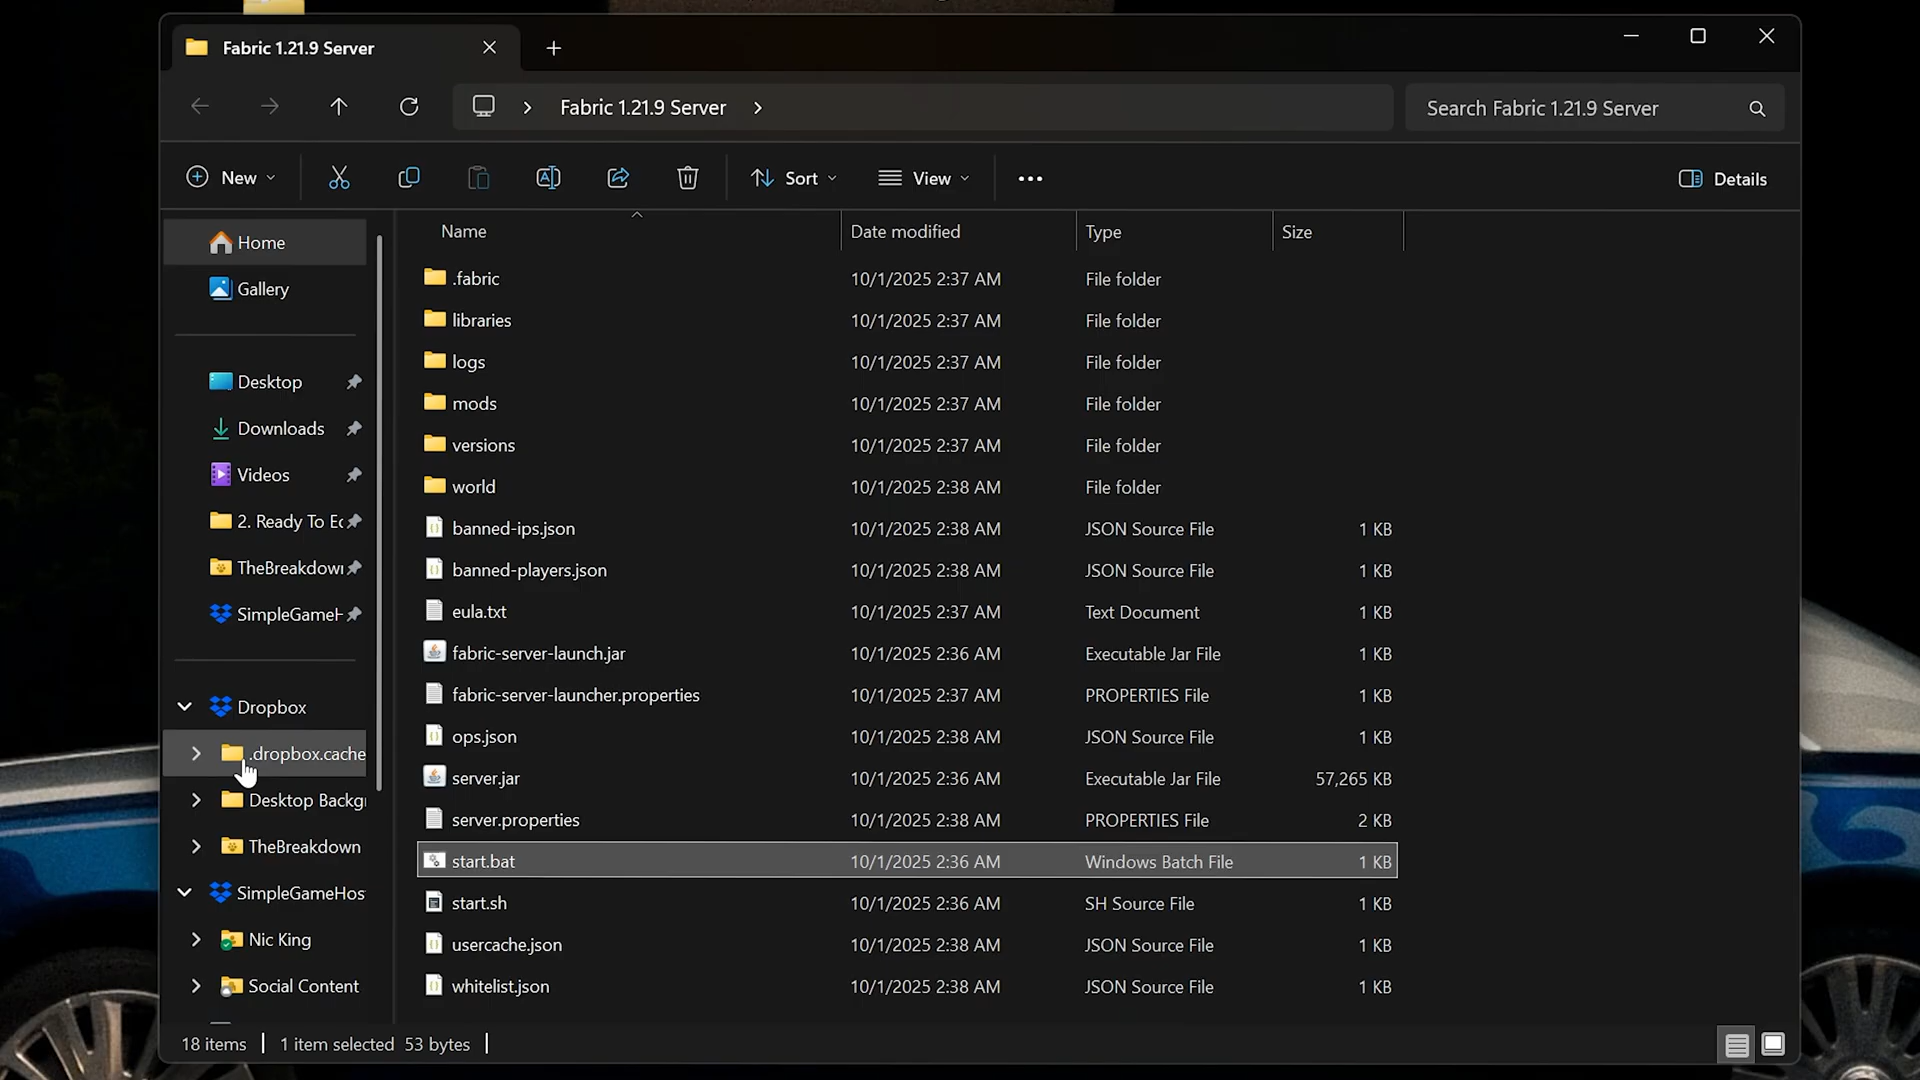 Fabric 1.21.9 Server
Fabric 1.21.9 Server
Search Fabric 1.21.9 Server
New
Sort
View
Details
Home
Gallery
Desktop
Downloads
Videos
2. Ready To Ec
TheBreakdow
SimpleGameH
Dropbox
.dropbox.cache
Desktop Backgr
TheBreakdown
SimpleGameHos
Nic King
Social Content
Name Date modified Type Size
.fabric 10/1/2025 2:37 AM File folder
libraries 10/1/2025 2:37 AM File folder
logs 10/1/2025 2:37 AM File folder
mods 10/1/2025 2:37 AM File folder
versions 10/1/2025 2:37 AM File folder
world 10/1/2025 2:38 AM File folder
banned-ips.json 10/1/2025 2:38 AM JSON Source File 1 KB
banned-players.json 10/1/2025 2:38 AM JSON Source File 1 KB
eula.txt 10/1/2025 2:37 AM Text Document 1 KB
fabric-server-launch.jar 10/1/2025 2:36 AM Executable Jar File 1 KB
fabric-server-launcher.properties 10/1/2025 2:37 AM PROPERTIES File 1 KB
ops.json 10/1/2025 2:38 AM JSON Source File 1 KB
server.jar 10/1/2025 2:36 AM Executable Jar File 57,265 KB
server.properties 10/1/2025 2:38 AM PROPERTIES File 2 KB
start.bat 10/1/2025 2:36 AM Windows Batch File 1 KB
start.sh 10/1/2025 2:36 AM SH Source File 1 KB
usercache.json 10/1/2025 2:38 AM JSON Source File 1 KB
whitelist.json 10/1/2025 2:38 AM JSON Source File 1 KB
18 items 1 item selected 53 bytes